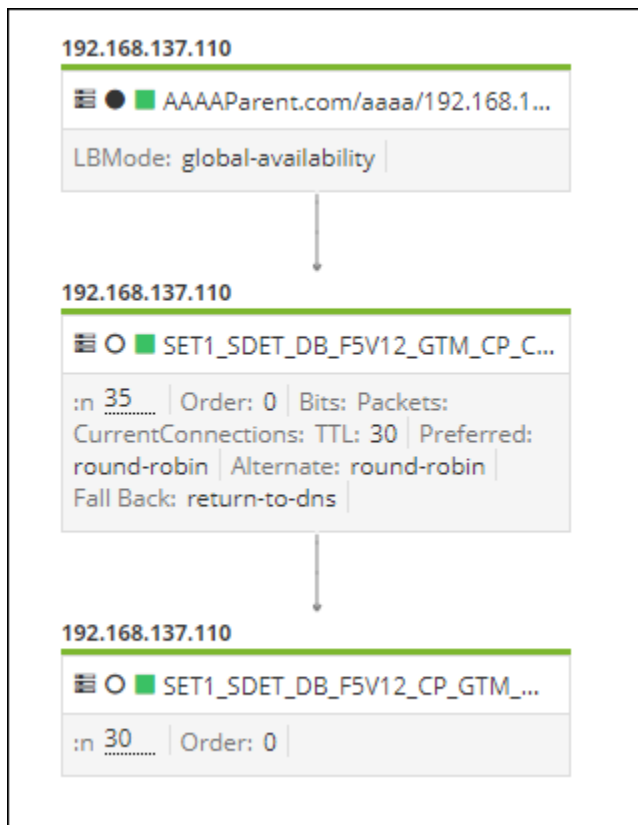 192.168.137.110
AAAAParent.com/aaaa/192.168.1...
LBMode: global-availability
192.168.137.110
SET1_SDET_DB_F5V12_GTM_CP_C...
:n 35 Order: 0 Bits: Packets:
CurrentConnections: TTL: 30 Preferred:
round-robin Alternate: round-robin
Fall Back: return-to-dns
192.168.137.110
SET1_SDET_DB_F5V12_CP_GTM_...
:n 30 Order: 0